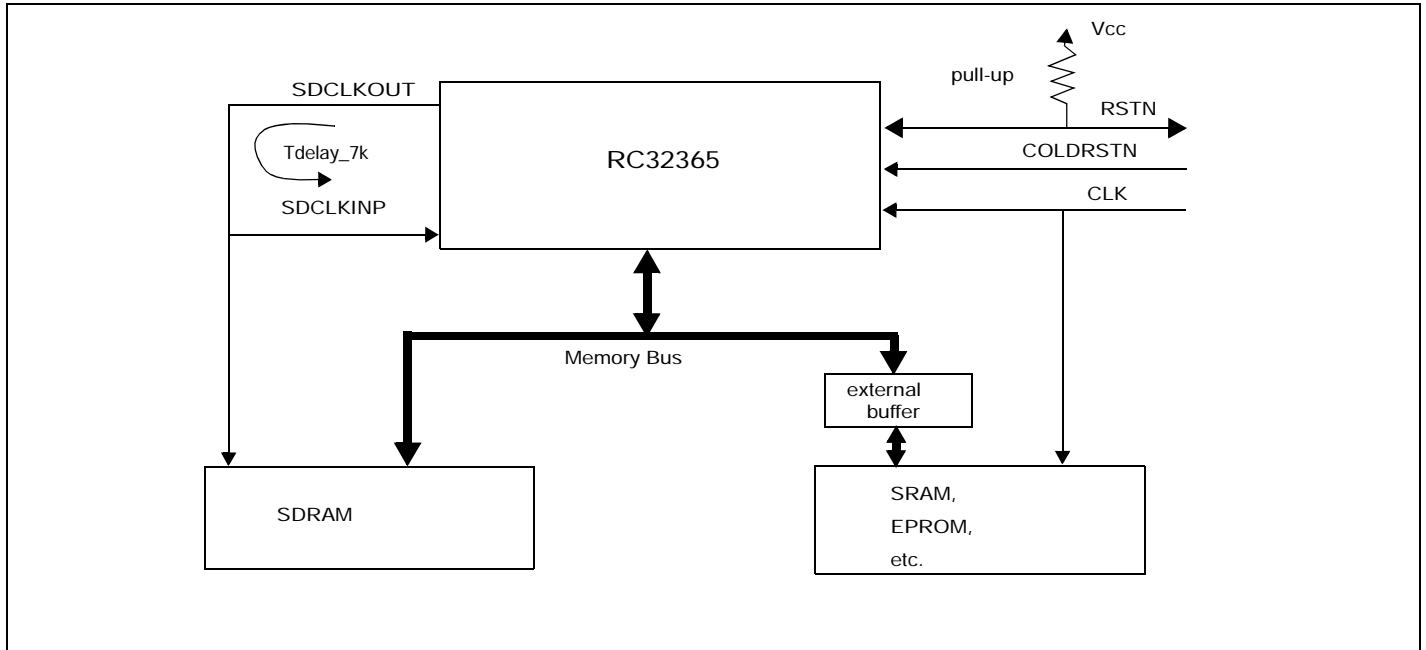 Vcc
pull-up
SDCLKOUT
RSTN
Tdelay_7k
RC32365
COLDRSTN
CLK
SDCLKINP
Memory Bus
external
buffer
SDRAM
SRAM,
EPROM,
etc.